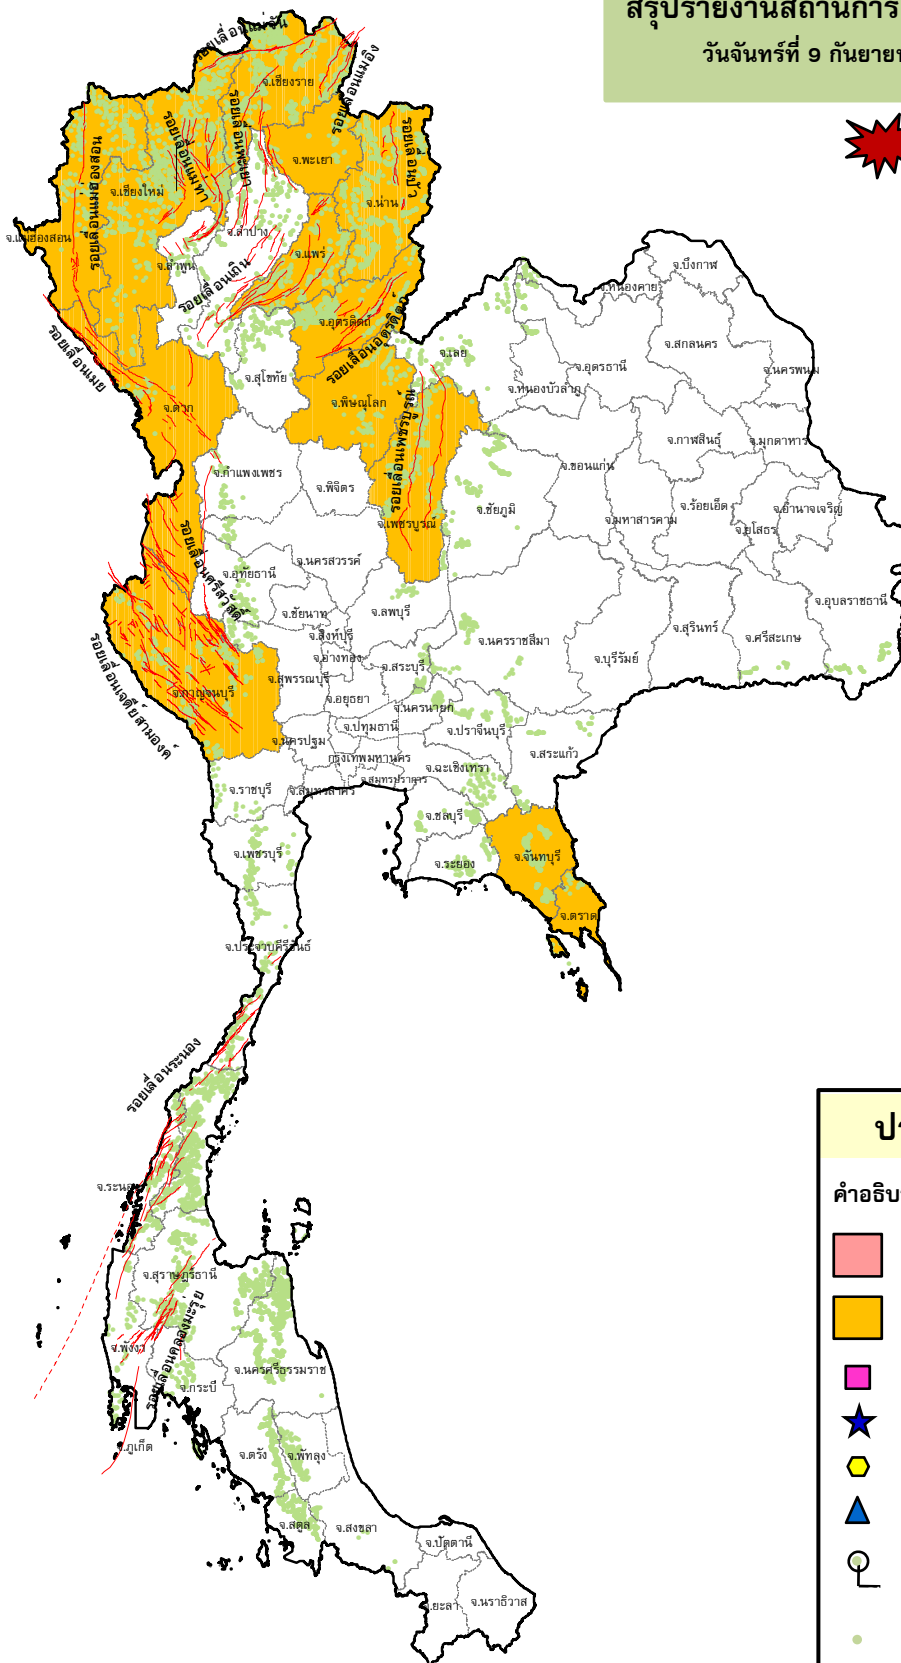 สรุปรายงานสถานการ
วันจันทร์ที่ 9 กันยาย
รอยเลื่อนแม่จัน
รอยเลื่อนแม่อิง
จ.เชียงราย
รอยเลื่อนพะเยา
รอยเลื่อนแม่ทา
รอยเลื่อนปัว
รอยเลื่อนแม่ฮ่องสอน
จ.พะเยา
จ.เชียงใหม่
จ.น่าน
จ.แม่ฮ่องสอน
จ.ลำปาง
จ.แพร่
จ.ลำพูน
รอยเลื่อนเถิน
จ.บึงกาฬ
จ.หนองคาย
จ.อุตรดิตถ์
รอยเลื่อนอุตรดิตถ์
รอยเลื่อนเมย
จ.เลย
จ.สกลนคร
จ.อุดรธานี
จ.นครพนม
จ.สุโขทัย
จ.หนองบัวลำภู
จ.ตาก
จ.พิษณุโลก
รอยเลื่อนเพชรบูรณ์
จ.กาฬสินธุ์
จ.มุกดาหาร
จ.กำแพงเพชร
จ.พิจิตร
จ.ขอนแก่น
จ.ชัยภูมิ
จ.ร้อยเอ็ด
จ.อำนาจเจริญ
จ.เพชรบูรณ์
จ.มหาสารคาม
จ.ยโสธร
รอยเลื่อนศรีสวัสดิ์
จ.นครสวรรค์
จ.อุทัยธานี
จ.อุบลราชธานี
จ.ชัยนาท
จ.ลพบุรี
จ.สิงห์บุรี
จ.นครราชสีมา
จ.สุรินทร์
จ.ศรีสะเกษ
จ.อ่างทอง
จ.สระบุรี
จ.บุรีรัมย์
จ.สุพรรณบุรี
จ.กาญจนบุรี
รอยเลื่อนเจดีย์สามองค์
จ.อยุธยา
จ.นครนายก
จ.ปทุมธานี
จ.ปราจีนบุรี
จ.นครปฐม
จ.สระแก้ว
กรุงเทพมหานคร
จ.ฉะเชิงเทรา
จ.สมุทรปราการ
จ.ราชบุรี
จ.สมุทรสาคร
จ.ชลบุรี
จ.เพชรบุรี
จ.ระยอง
จ.จันทบุรี
จ.ตราด
จ.ประจวบคีรีขันธ์
รอยเลื่อนระนอง
จ.ระนอง
คำอธิบ
จ.สุราษฎร์ธานี
รอยเลื่อนคลองมะรุ่ย
จ.พังงา
จ.นครศรีธรรมราช
จ.กระบี่
จ.ภูเก็ต
จ.ตรัง
จ.พัทลุง
จ.สตูล
จ.สงขลา
จ.ปัตตานี
จ.ยะลา
จ.นราธิวาส